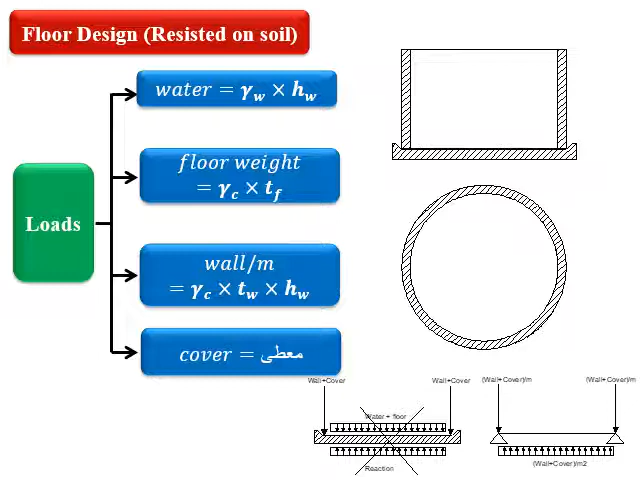 Floor Design (Resisted on soil)
Loads
water = γ_w × h_w
floor weight
= γ_c × t_f
wall/m
= γ_c × t_w × h_w
cover = معطى
Wall+Cover
Wall+Cover
Water + floor
Reaction
(Wall+Cover)/m
(Wall+Cover)/m
(Wall+Cover)/m2